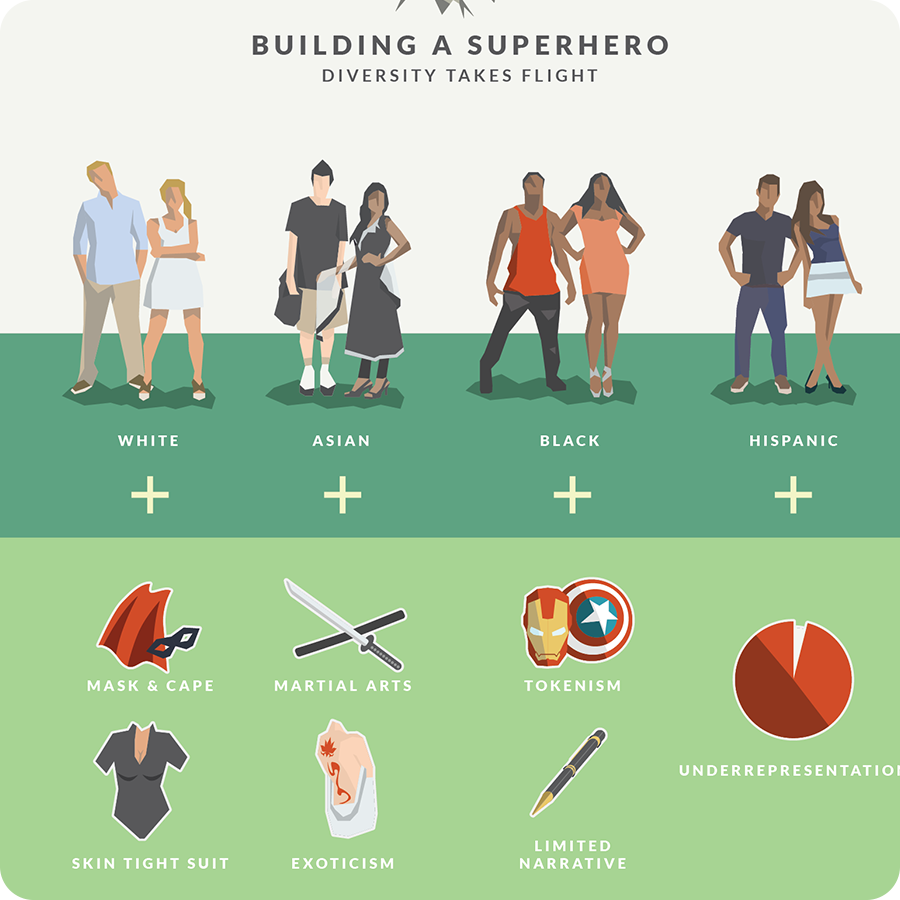 BUILDING A SUPERHERO
DIVERSITY TAKES FLIGHT
WHITE
ASIAN
BLACK
HISPANIC
MASK & CAPE
MARTIAL ARTS
TOKENISM
UNDERREPRESENTATIO
SKIN TIGHT SUIT
EXOTICISM
LIMITED
NARRATIVE